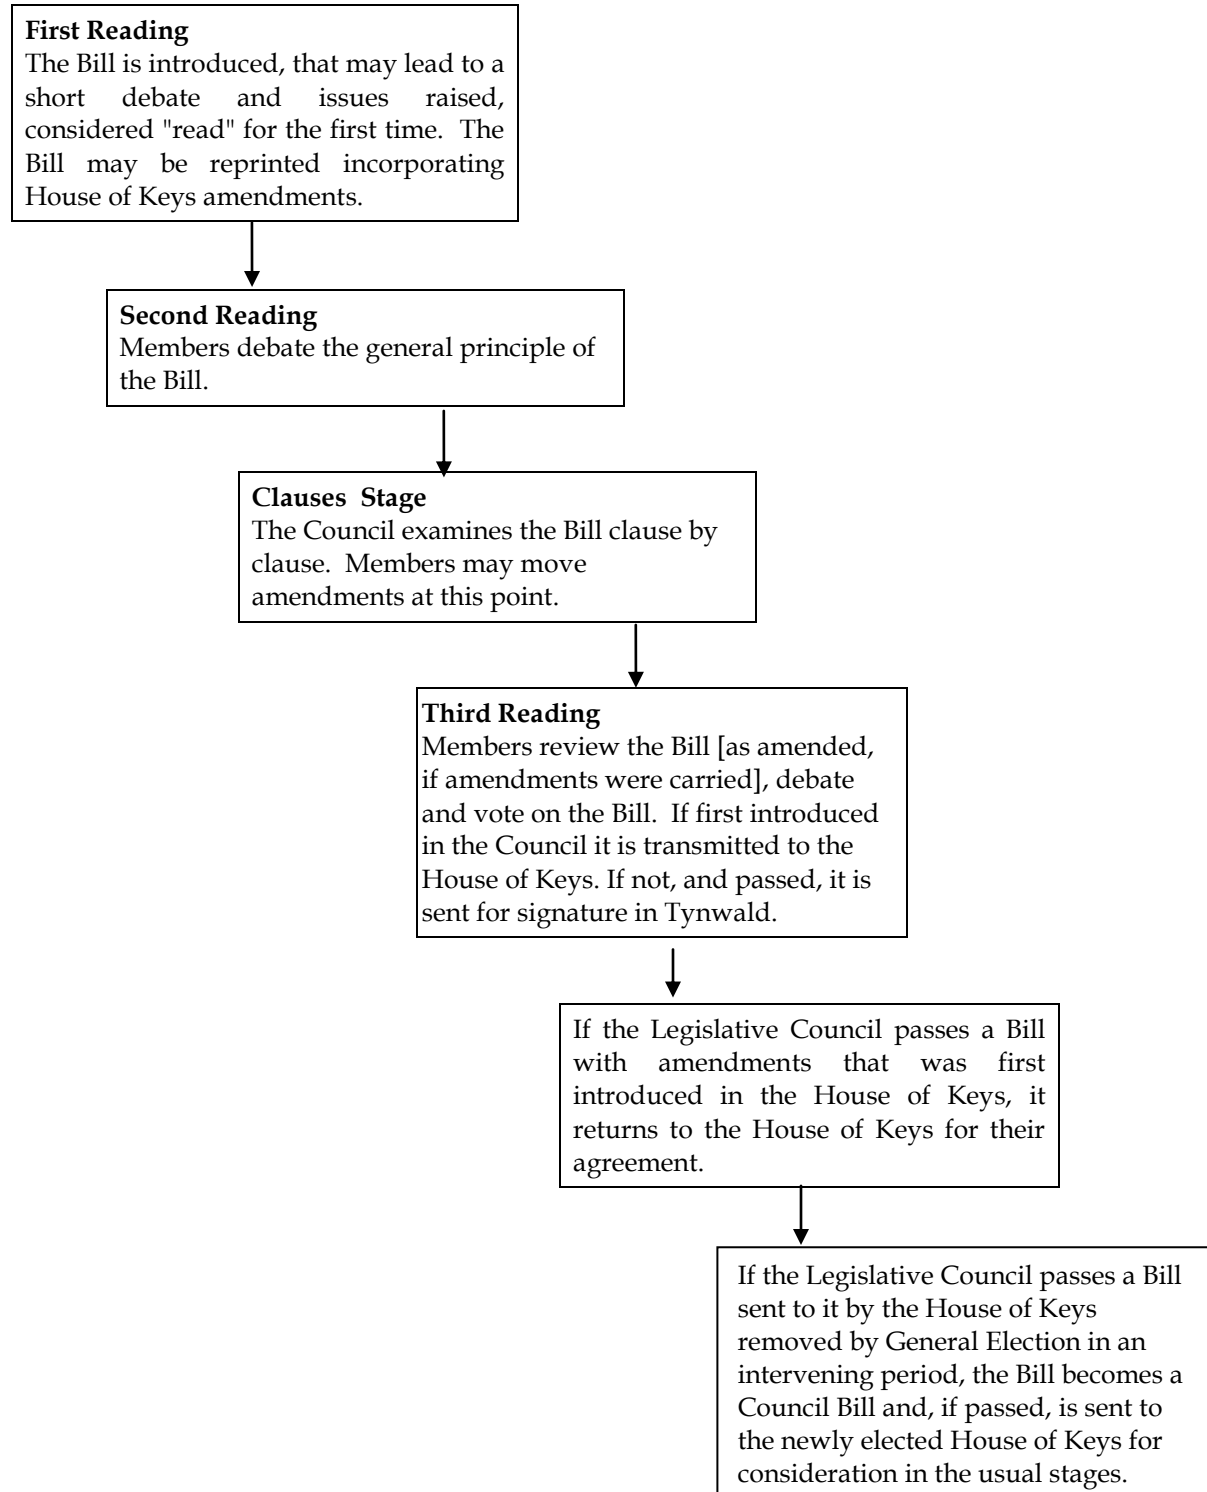 First Reading
The Bill is introduced, that may lead to a
short debate and issues raised,
considered "read" for the first time.  The
Bill may be reprinted incorporating
House of Keys amendments.
Second Reading
Members debate the general principle of
the Bill.
Clauses  Stage
The Council examines the Bill clause by
clause.  Members may move
amendments at this point.
Third Reading
Members review the Bill [as amended,
if amendments were carried], debate
and vote on the Bill.  If first introduced
in the Council it is transmitted to the
House of Keys. If not, and passed, it is
sent for signature in Tynwald.
If the Legislative Council passes a Bill
with amendments that was first
introduced in the House of Keys, it
returns to the House of Keys for their
agreement.
If the Legislative Council passes a Bill
sent to it by the House of Keys
removed by General Election in an
intervening period, the Bill becomes a
Council Bill and, if passed, is sent to
the newly elected House of Keys for
consideration in the usual stages.